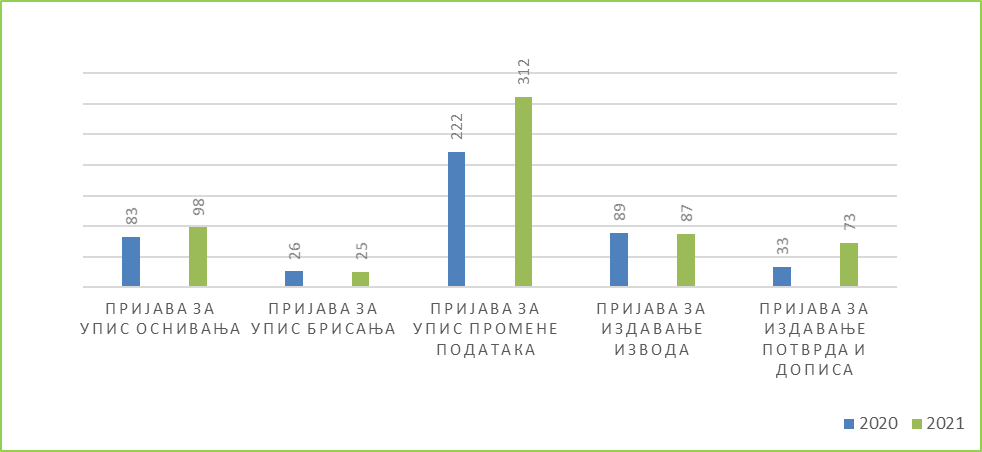 312
222
98
83
89
87
73
26
25
33
ПРИЈАВА ЗА
УПИС ОСНИВАЊА
ПРИЈАВА ЗА
УПИС БРИСАЊА
ПРИЈАВА ЗА
УПИС ПРОМЕНЕ
ПОДАТАКА
ПРИЈАВА ЗА
ИЗДАВАЊЕ
ИЗВОДА
ПРИЈАВА ЗА
ИЗДАВАЊЕ
ПОТВРДА И
ДОПИСА
2020
2021